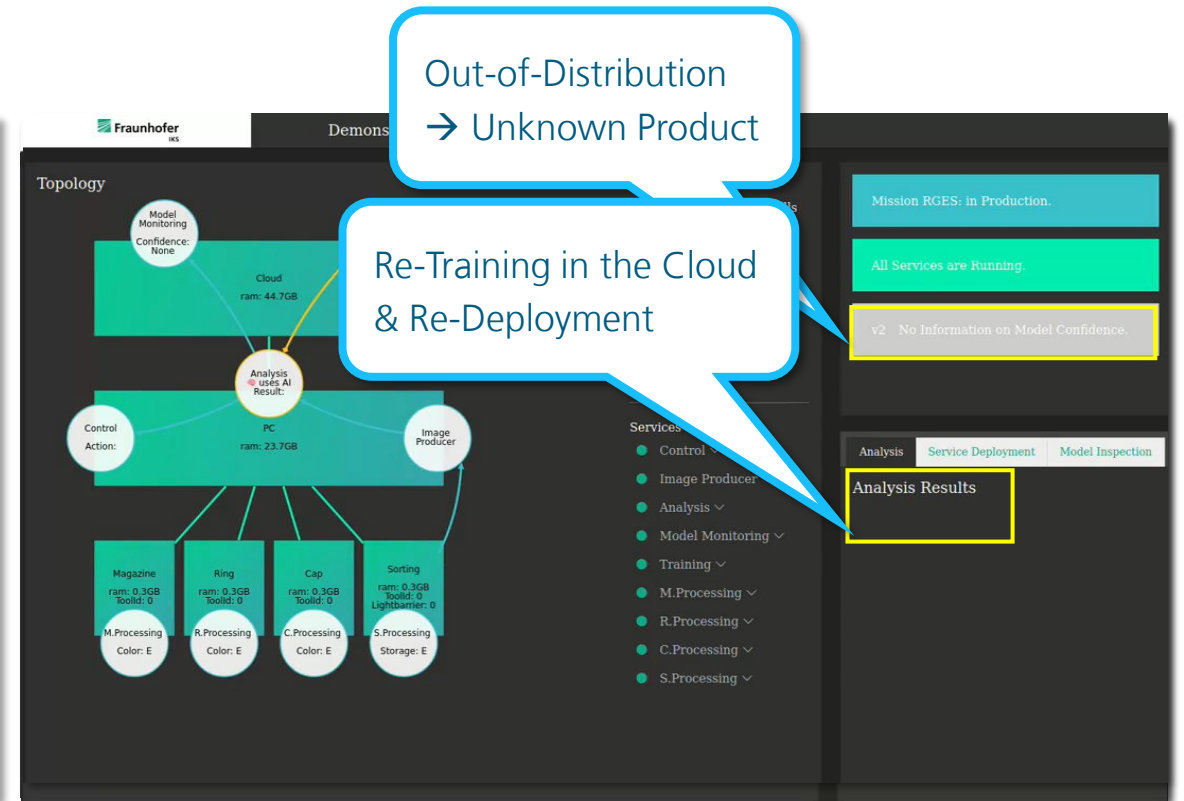 Out-of-Distribution
→ Unknown Product
Fraunhofer
IKS
Demons
Topology
Model
Monitoring
Confidence:
None
Cloud
ram: 44.7GB
Re-Training in the Cloud
& Re-Deployment
Analysis
uses AI
Result:
PC
ram: 23.7GB
Control
Action:
Image
Producer
Magazine
ram: 0.3GB
ToolId: 0
M.Processing
Color: E
Ring
ram: 0.3GB
ToolId: 0
R.Processing
Color: E
Cap
ram: 0.3GB
ToolId: 0
C.Processing
Color: E
Sorting
ram: 0.3GB
ToolId: 0
Lightbarrier: 0
S.Processing
Storage: E
Services
Control
Image Producer
Analysis
Model Monitoring
Training
M.Processing
R.Processing
C.Processing
S.Processing
Mission RGES: in Production.
All Services are Running.
v2 No Information on Model Confidence.
Analysis Service Deployment Model Inspection
Analysis Results